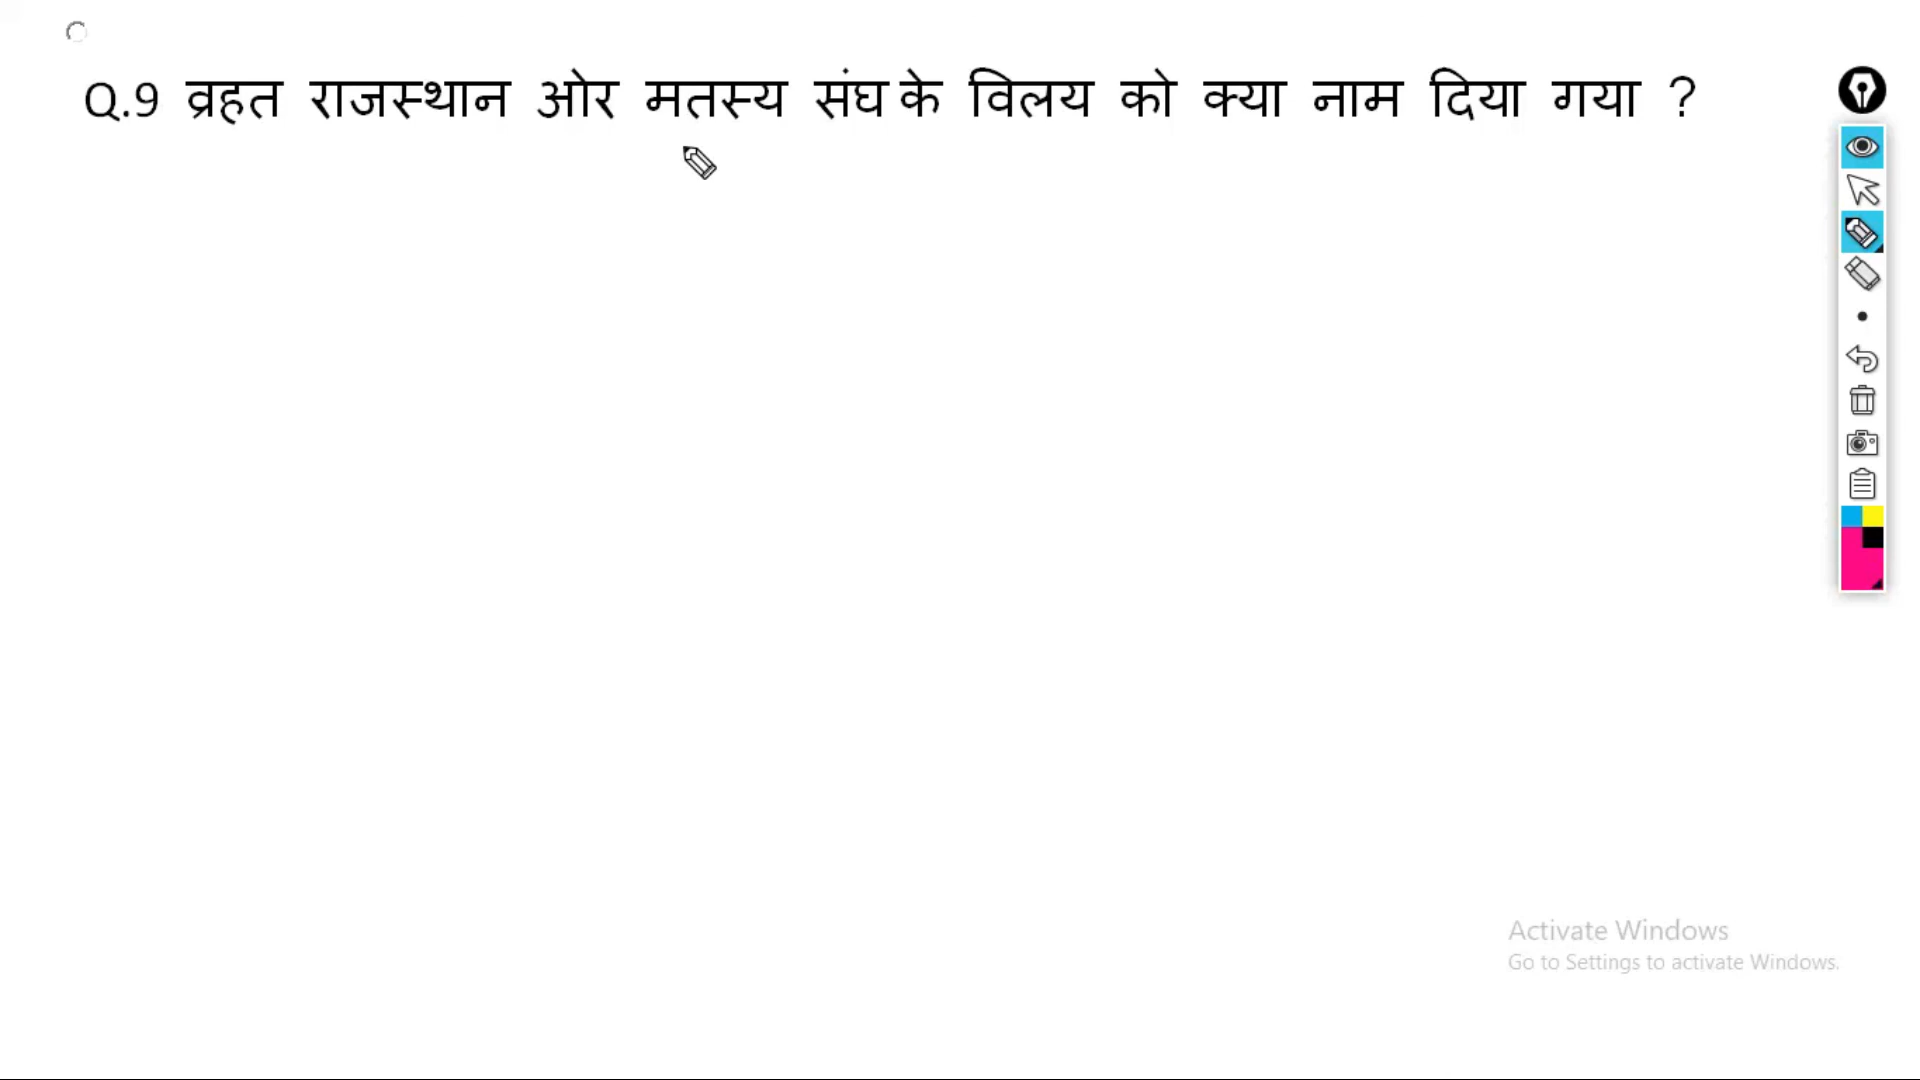 Q.9 व्रहत राजस्थान ओर मतस्य संघ के विलय को क्या नाम दिया गया ?
Activate Windows
Go to Settings to activate Windows.